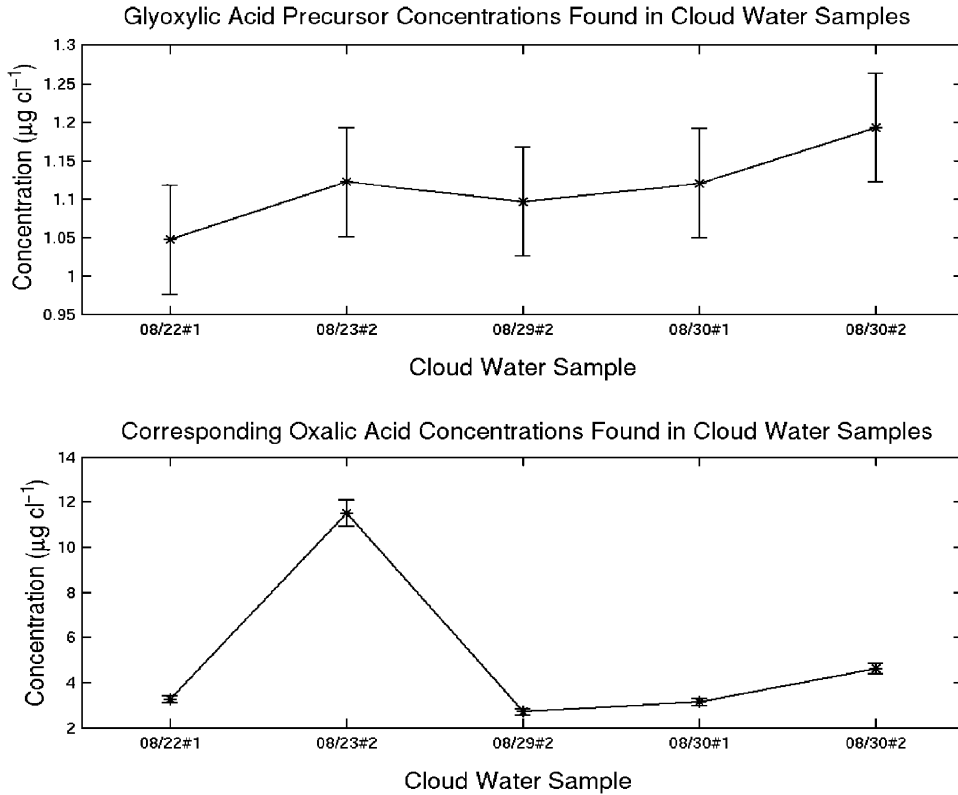 Glyoxylic Acid Precursor Concentrations Found in Cloud Water Samples
Concentration (µg cl⁻¹)
1.3
1.25
1.2
1.15
1.1
1.05
1
0.95
08/22#1 08/23#2 08/29#2 08/30#1 08/30#2
Cloud Water Sample
Corresponding Oxalic Acid Concentrations Found in Cloud Water Samples
Concentration (µg cl⁻¹)
14
12
10
8
6
4
2
08/22#1 08/23#2 08/29#2 08/30#1 08/30#2
Cloud Water Sample